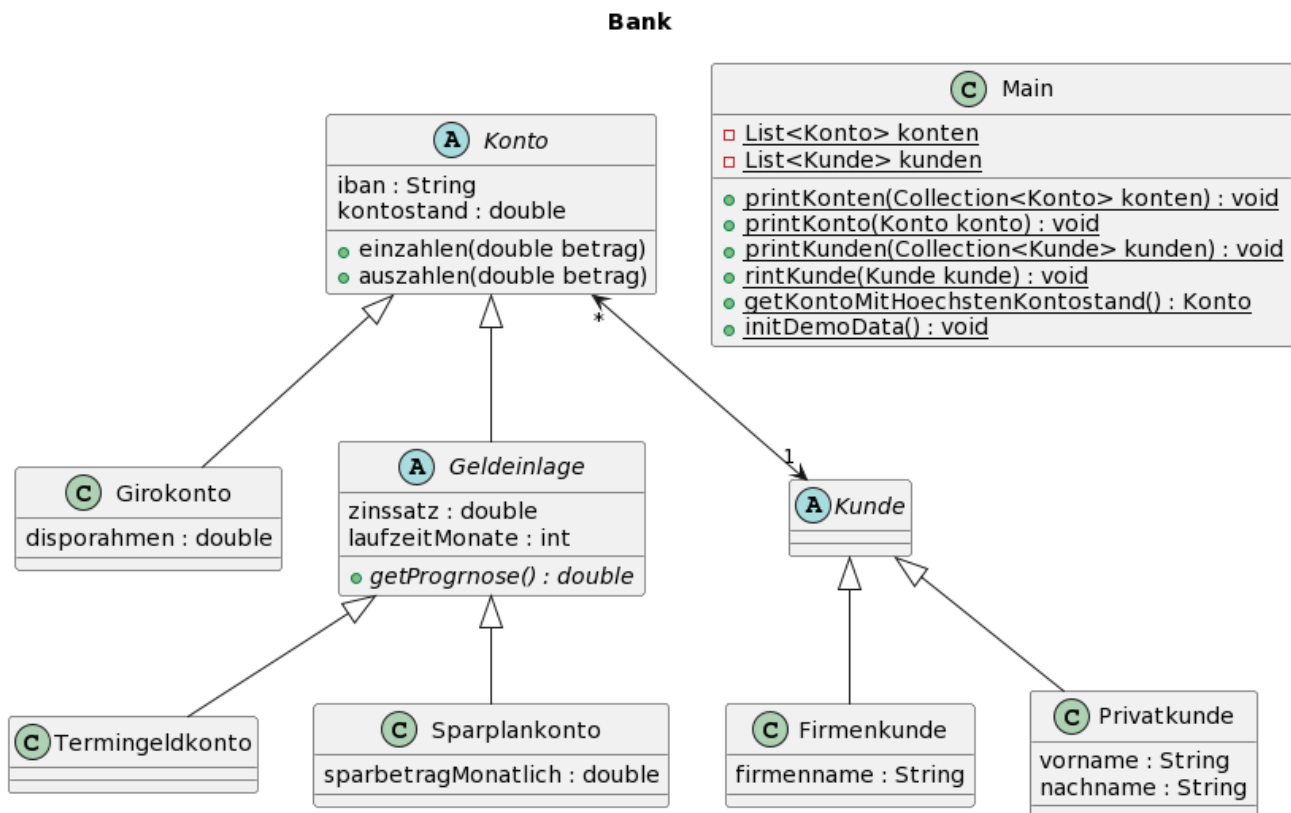 Bank
A Konto
iban : String
kontostand : double
einzahlen(double betrag)
auszahlen(double betrag)
C Main
List<Konto> konten
List<Kunde> kunden
printKonten(Collection<Konto> konten) : void
printKonto(Konto konto) : void
printKunden(Collection<Kunde> kunden) : void
rintKunde(Kunde kunde) : void
getKontoMitHoechstenKontostand() : Konto
initDemoData() : void
*
1
C Girokonto
disporahmen : double
A Geldeinlage
zinssatz : double
laufzeitMonate : int
getProgrnose() : double
A Kunde
C Termingeldkonto
C Sparplankonto
sparbetragMonatlich : double
C Firmenkunde
firmenname : String
C Privatkunde
vorname : String
nachname : String